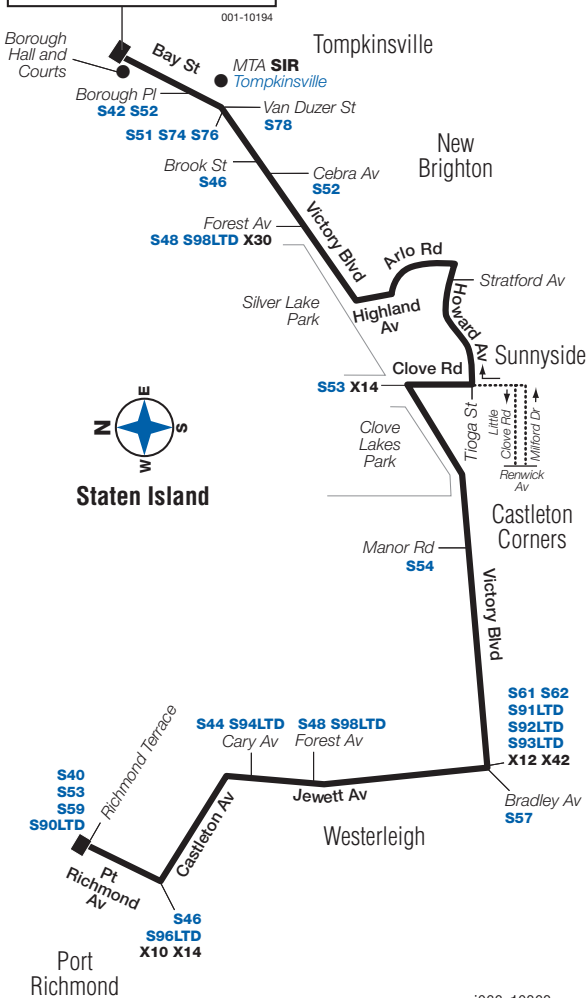 001-10194
Borough
Hall and
Courts
Bay St
MTA SIR
Tompkinsville
Tompkinsville
Borough Pl
S42 S52
Van Duzer St
S78
S51 S74 S76
New
Brighton
Brook St
S46
Cebra Av
S52
Forest Av
S48 S98LTD X30
Victory Blvd
Arlo Rd
Stratford Av
Silver Lake
Park
Highland
Av
Howard Av
Sunnyside
Clove Rd
S53 X14
Tioga St
Little
Clove Rd
Milford Dr
Renwick
Av
E
N
S
W
Staten Island
Clove
Lakes
Park
Castleton
Corners
Manor Rd
S54
Victory Blvd
S61 S62
S91LTD
S92LTD
S93LTD
X12 X42
Bradley Av
S57
S44 S94LTD
Cary Av
S48 S98LTD
Forest Av
Jewett Av
Westerleigh
Richmond Terrace
S40
S53
S59
S90LTD
Castleton Av
Pt
Richmond
Av
S46
S96LTD
X10 X14
Port
Richmond